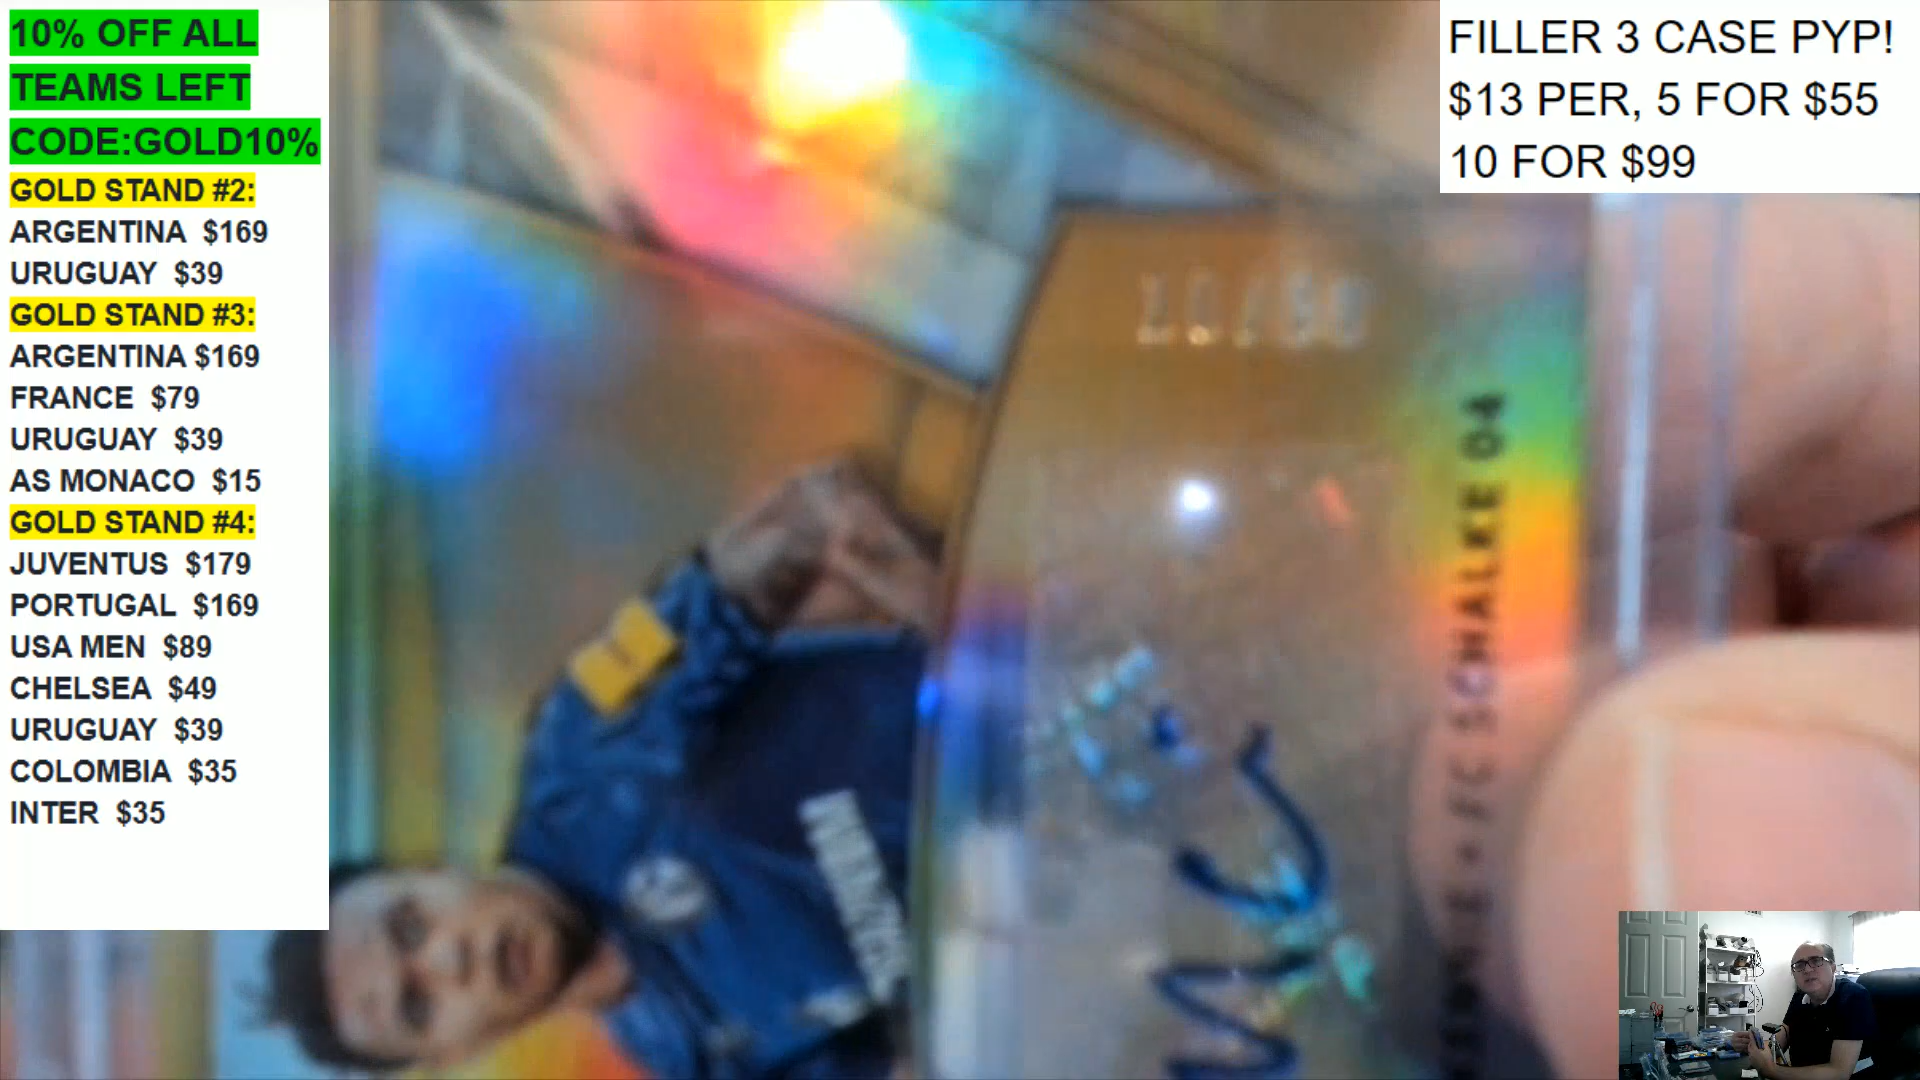 10% OFF ALL
TEAMS LEFT
CODE:GOLD10%
GOLD STAND #2:
ARGENTINA $169
URUGUAY $39
GOLD STAND #3:
ARGENTINA $169
FRANCE $79
URUGUAY $39
AS MONACO $15
GOLD STAND #4:
JUVENTUS $179
PORTUGAL $169
USA MEN $89
CHELSEA $49
URUGUAY $39
COLOMBIA $35
INTER $35
FILLER 3 CASE PYP!
$13 PER, 5 FOR $55
10 FOR $99
FC SCHALKE 04